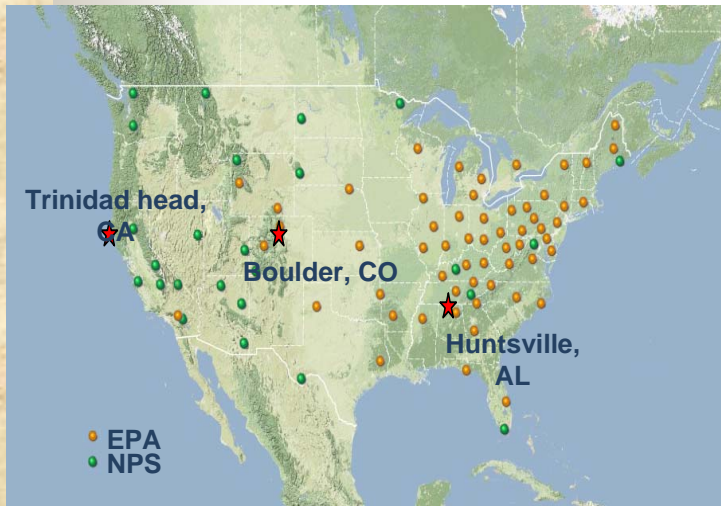 Trinidad head,
CA
Boulder, CO
Huntsville,
AL
EPA
NPS